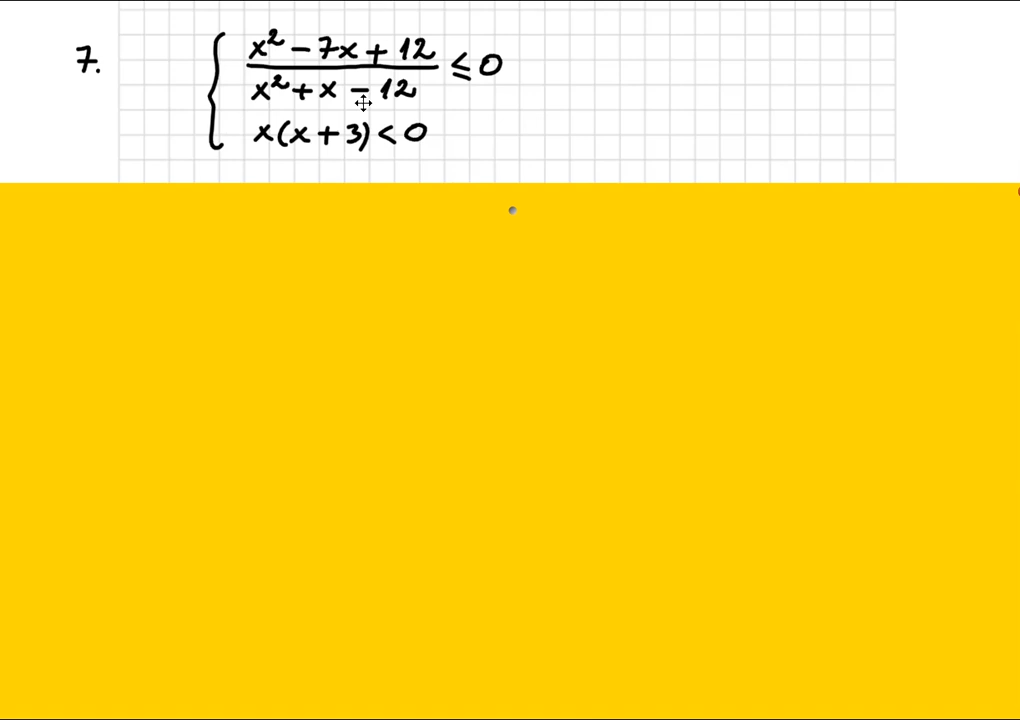 7.
x² - 7x + 12 / x² + x - 12 ≤ 0
x(x + 3) < 0